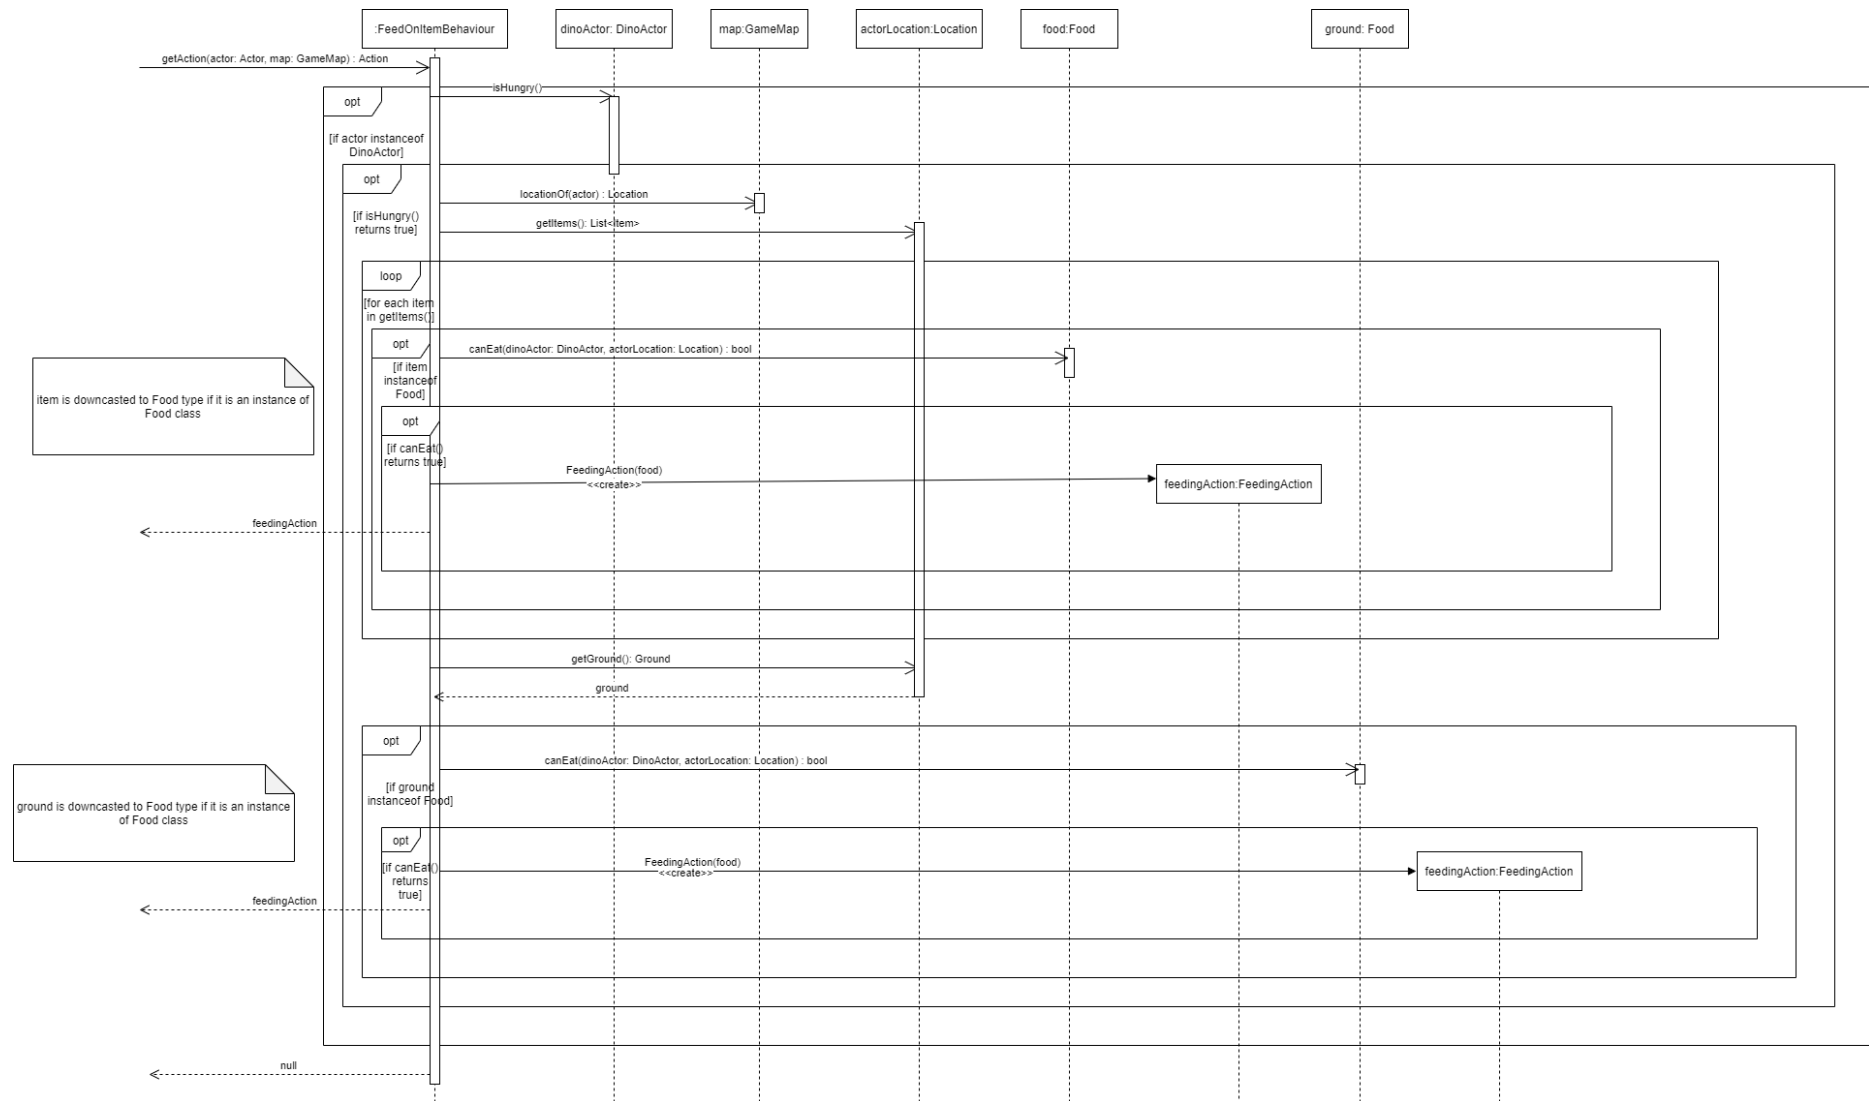 :FeedOnItemBehaviour
dinoActor: DinoActor
map:GameMap
actorLocation:Location
food:Food
ground: Food
getAction(actor: Actor, map: GameMap) : Action
isHungry()
opt
[if actor instanceof
DinoActor]
opt
locationOf(actor) : Location
[if isHungry()
returns true]
getItems(): List<Item>
loop
[for each item
in getItems()]
opt
canEat(dinoActor: DinoActor, actorLocation: Location) : bool
[if item
instanceof
Food]
item is downcasted to Food type if it is an instance of
Food class
opt
[if canEat()
returns true]
FeedingAction(food)
<<create>>
feedingAction:FeedingAction
feedingAction
getGround(): Ground
ground
opt
canEat(dinoActor: DinoActor, actorLocation: Location) : bool
[if ground
instanceof Food]
ground is downcasted to Food type if it is an instance
of Food class
opt
[if canEat()
returns
true]
FeedingAction(food)
<<create>>
feedingAction:FeedingAction
feedingAction
null